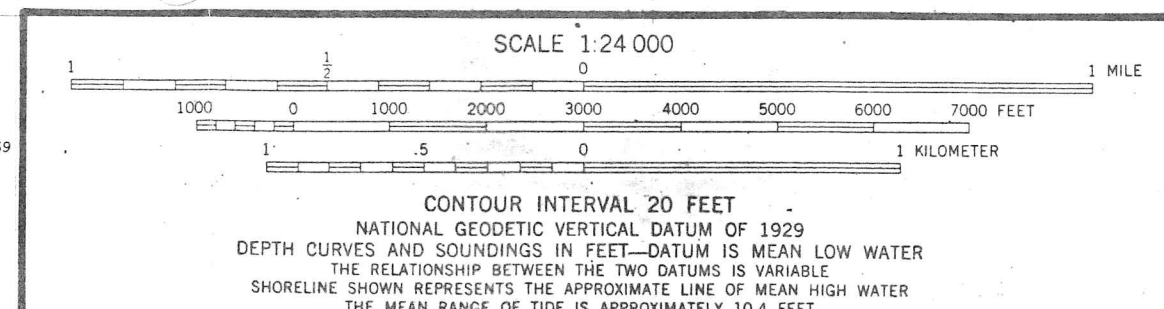 SCALE 1:24 000
1 1/2 0 1 MILE
1000 0 1000 2000 3000 4000 5000 6000 7000 FEET
1 .5 0 1 KILOMETER
CONTOUR INTERVAL 20 FEET
NATIONAL GEODETIC VERTICAL DATUM OF 1929
DEPTH CURVES AND SOUNDINGS IN FEET—DATUM IS MEAN LOW WATER
THE RELATIONSHIP BETWEEN THE TWO DATUMS IS VARIABLE
SHORELINE SHOWN REPRESENTS THE APPROXIMATE LINE OF MEAN HIGH WATER
THE MEAN RANGE OF TIDE IS APPROXIMATELY 10.4 FEET